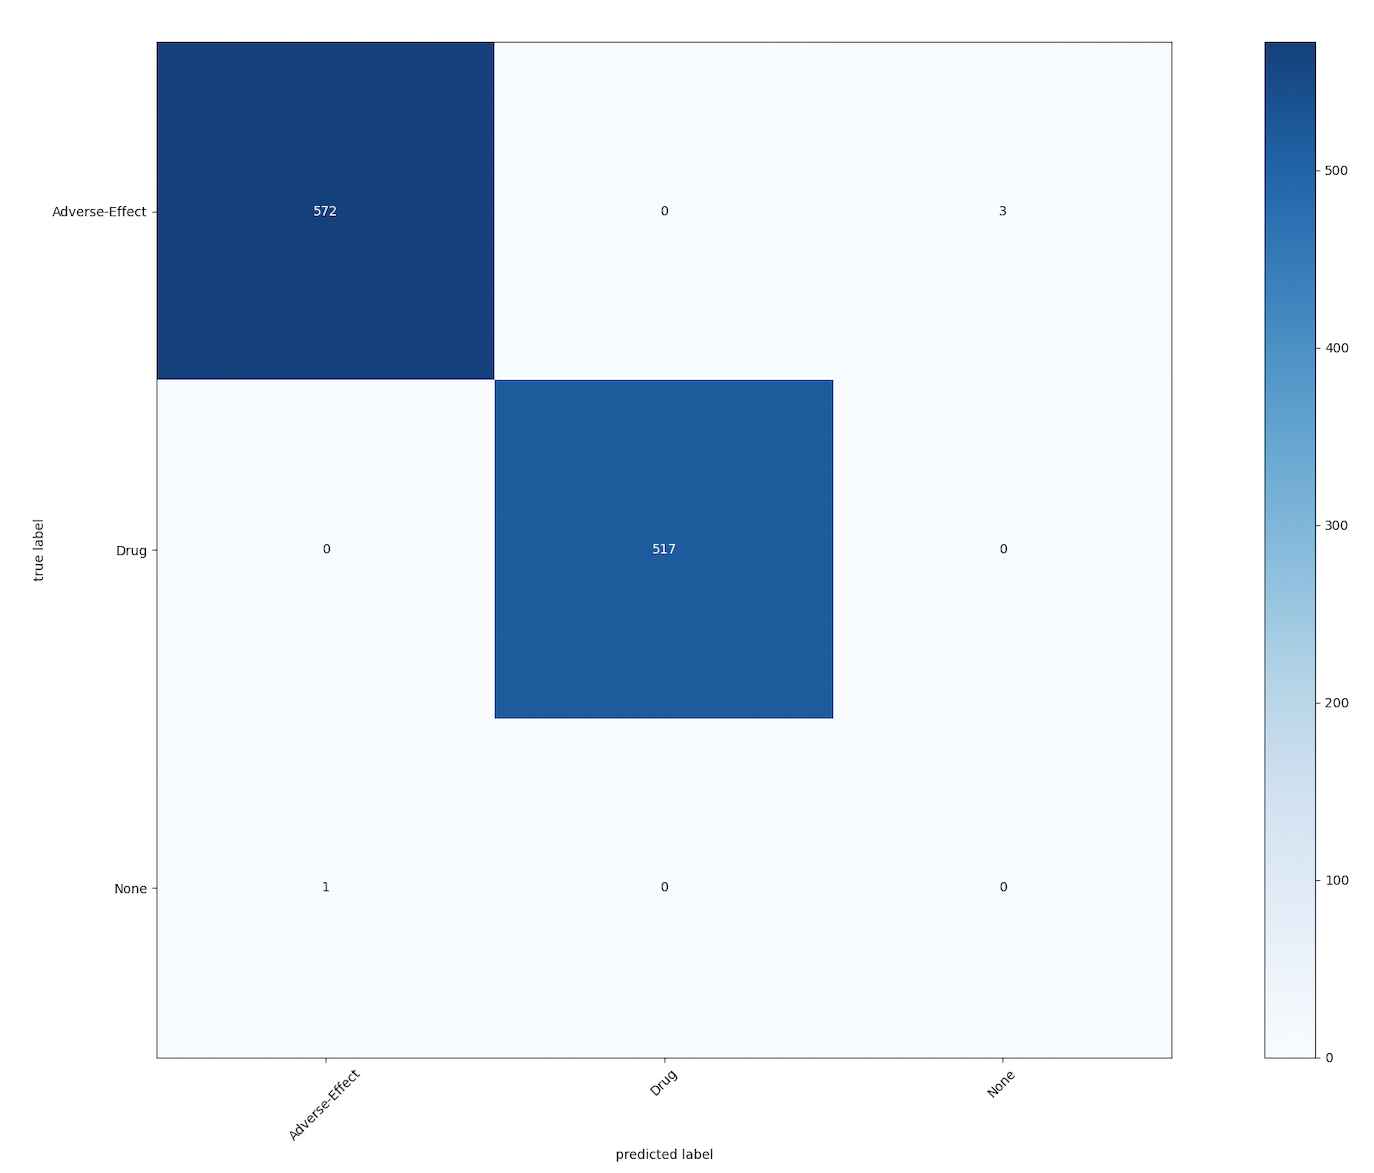 Adverse-Effect 572 0 3
Drug 0 517 0
None 1 0 0
Adverse-Effect Drug None
predicted label
true label
500
400
300
200
100
0